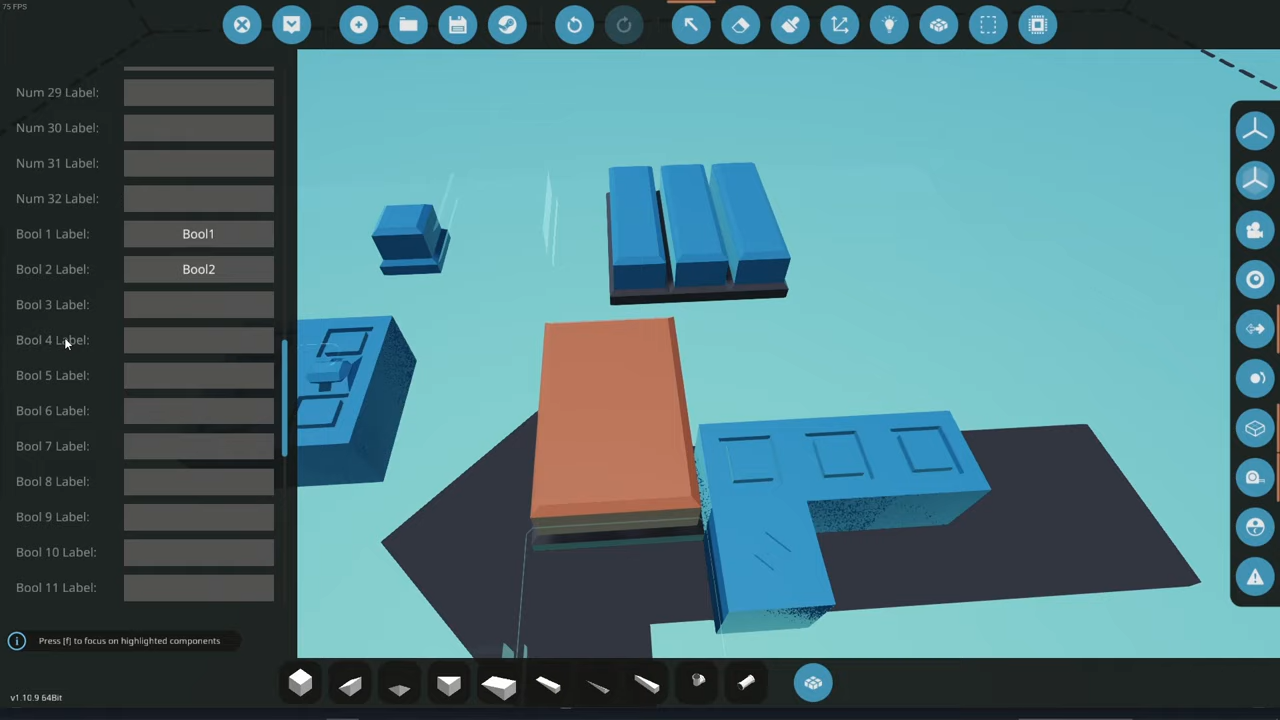 75 FPS
Num 29 Label:
Num 30 Label:
Num 31 Label:
Num 32 Label:
Bool 1 Label: Bool1
Bool 2 Label: Bool2
Bool 3 Label:
Bool 4 Label:
Bool 5 Label:
Bool 6 Label:
Bool 7 Label:
Bool 8 Label:
Bool 9 Label:
Bool 10 Label:
Bool 11 Label:
Press [f] to focus on highlighted components
v1.10.9 64Bit